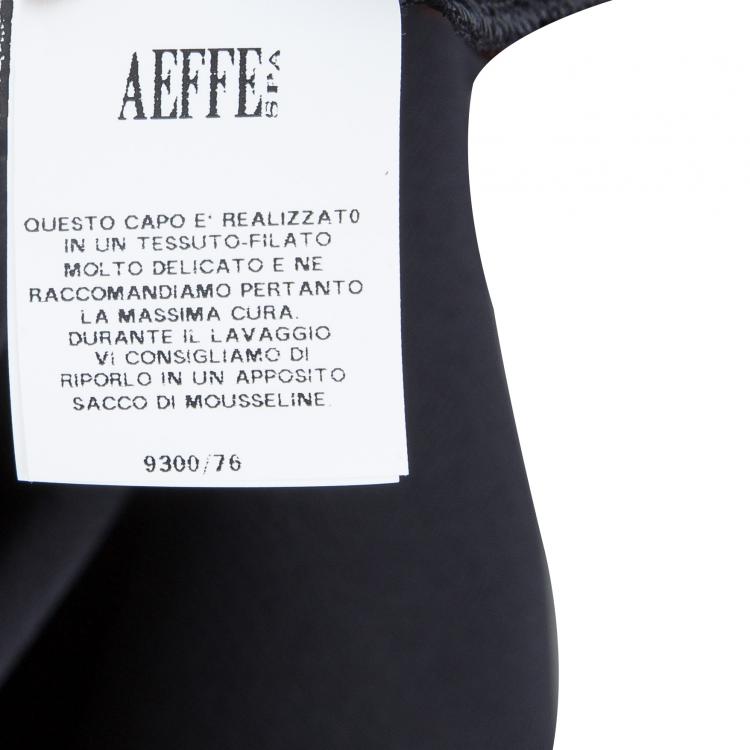 AEFFE SPA
QUESTO CAPO E' REALIZZATO
IN UN TESSUTO-FILATO
MOLTO DELICATO E NE
RACCOMANDIAMO PERTANTO
LA MASSIMA CURA.
DURANTE IL LAVAGGIO
VI CONSIGLIAMO DI
RIPORLO IN UN APPOSITO
SACCO DI MOUSSELINE.
9300/76